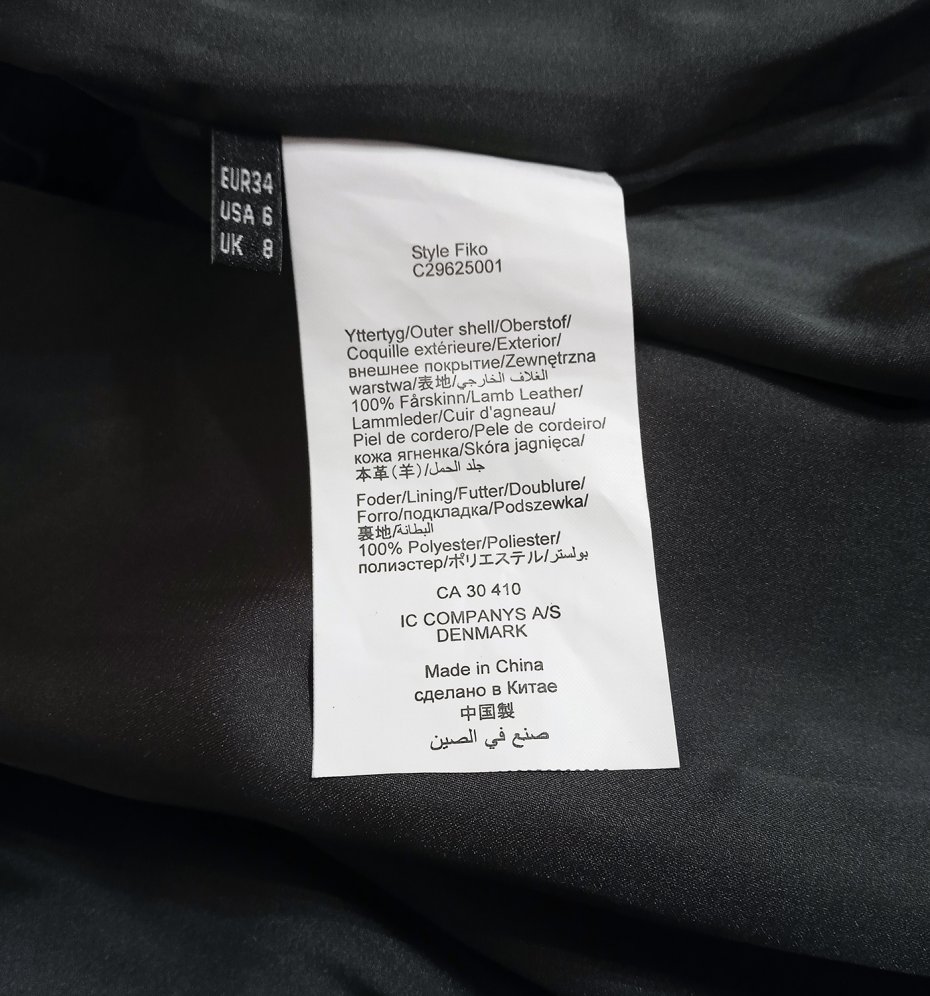 EUR34
USA 6
UK 8
Style Fiko
C29625001
Yttertyg/Outer shell/Oberstof/
Coquille extérieure/Exterior/
внешнее покрытие/Zewnętrzna
warstwa/表地/الغلاف الخارجي
100% Fårskinn/Lamb Leather/
Lammleder/Cuir d'agneau/
Piel de cordero/Pele de cordeiro/
кожа ягненка/Skóra jagnięca/
本革(羊)/جلد الحمل
Foder/Lining/Futter/Doublure/
Forro/подкладка/Podszewka/
裏地/البطانة
100% Polyester/Poliester/
полиэстер/ポリエステル/بولستر
CA 30 410
IC COMPANYS A/S
DENMARK
Made in China
сделано в Китае
中国製
صنع في الصين